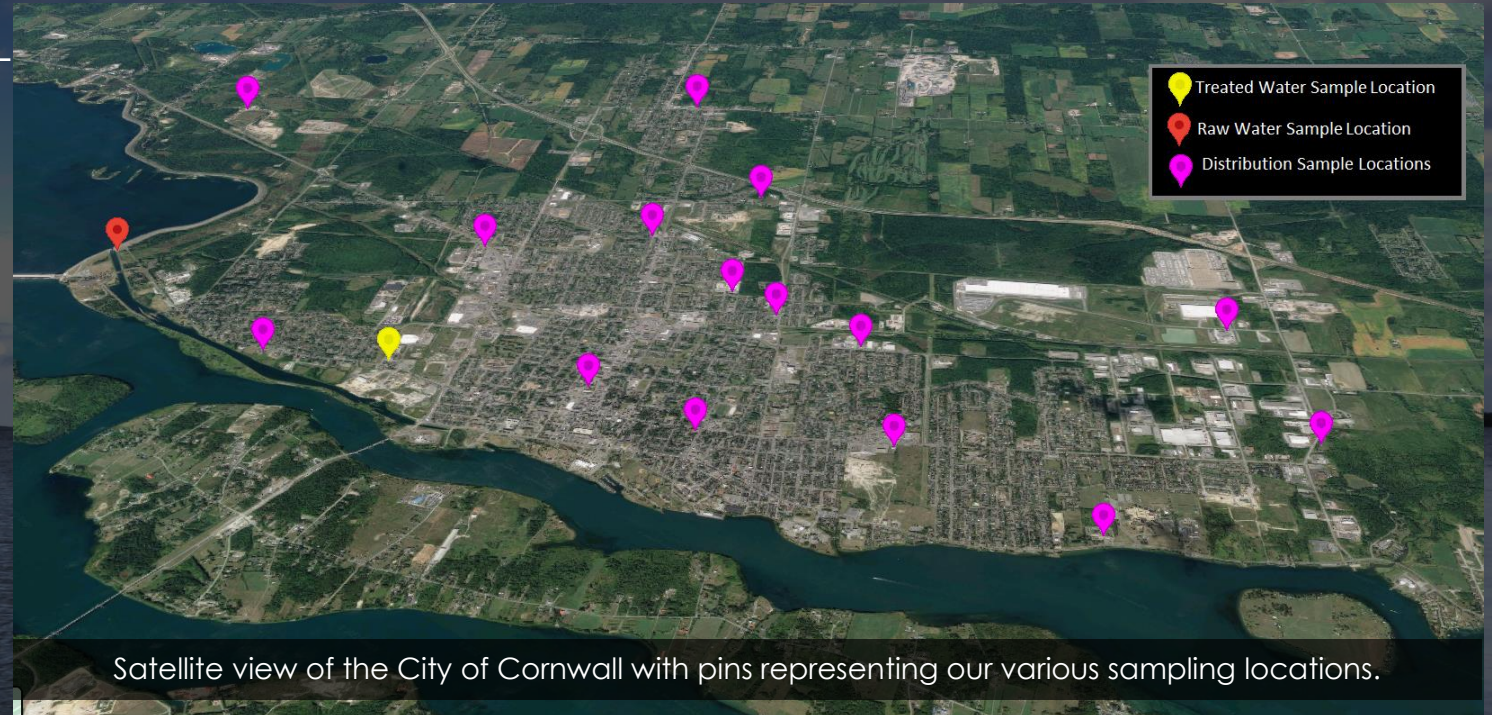 Treated Water Sample Location
Raw Water Sample Location
Distribution Sample Locations
Satellite view of the City of Cornwall with pins representing our various sampling locations.